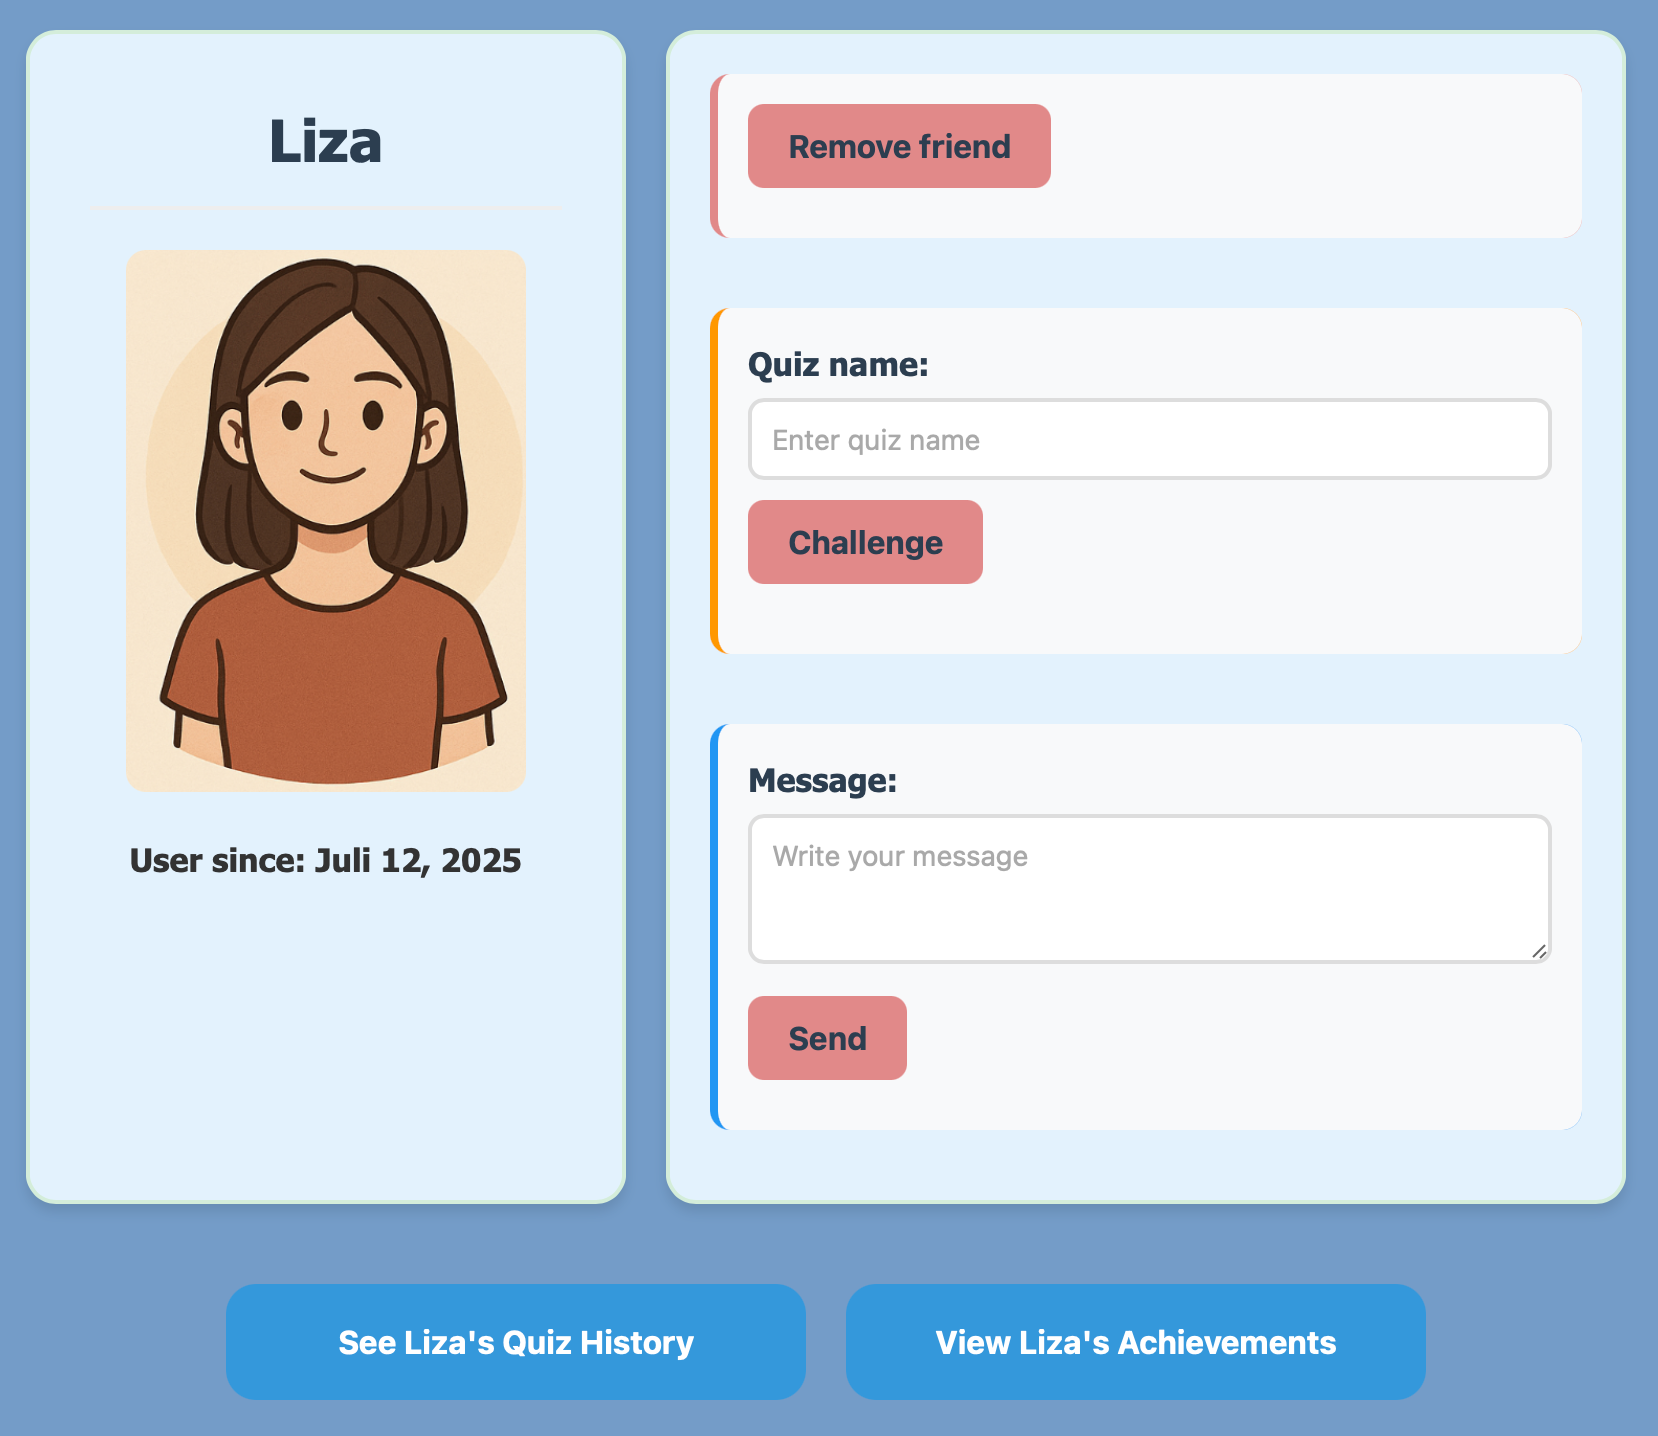 Liza
User since: Juli 12, 2025
Remove friend
Quiz name:
Enter quiz name
Challenge
Message:
Write your message
Send
See Liza's Quiz History
View Liza's Achievements